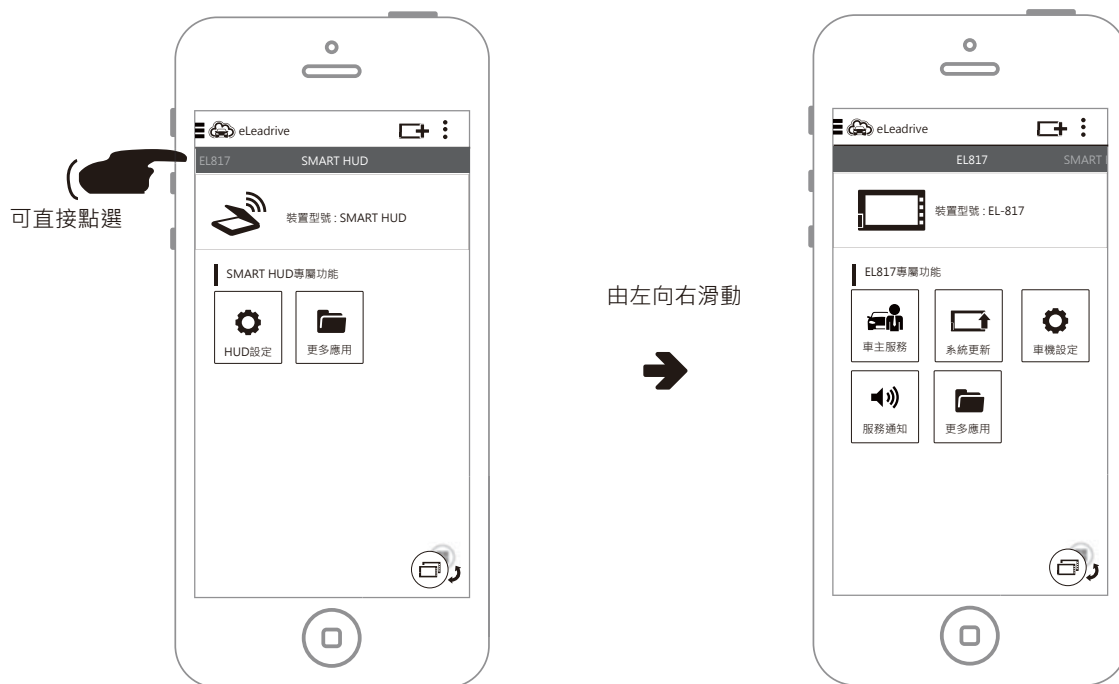 eLeadrive
EL817 SMART HUD
可直接點選
裝置型號 : SMART HUD
SMART HUD專屬功能
HUD設定 更多應用
由左向右滑動
eLeadrive
EL817 SMART
裝置型號 : EL-817
EL817專屬功能
車主服務 系統更新 車機設定
服務通知 更多應用